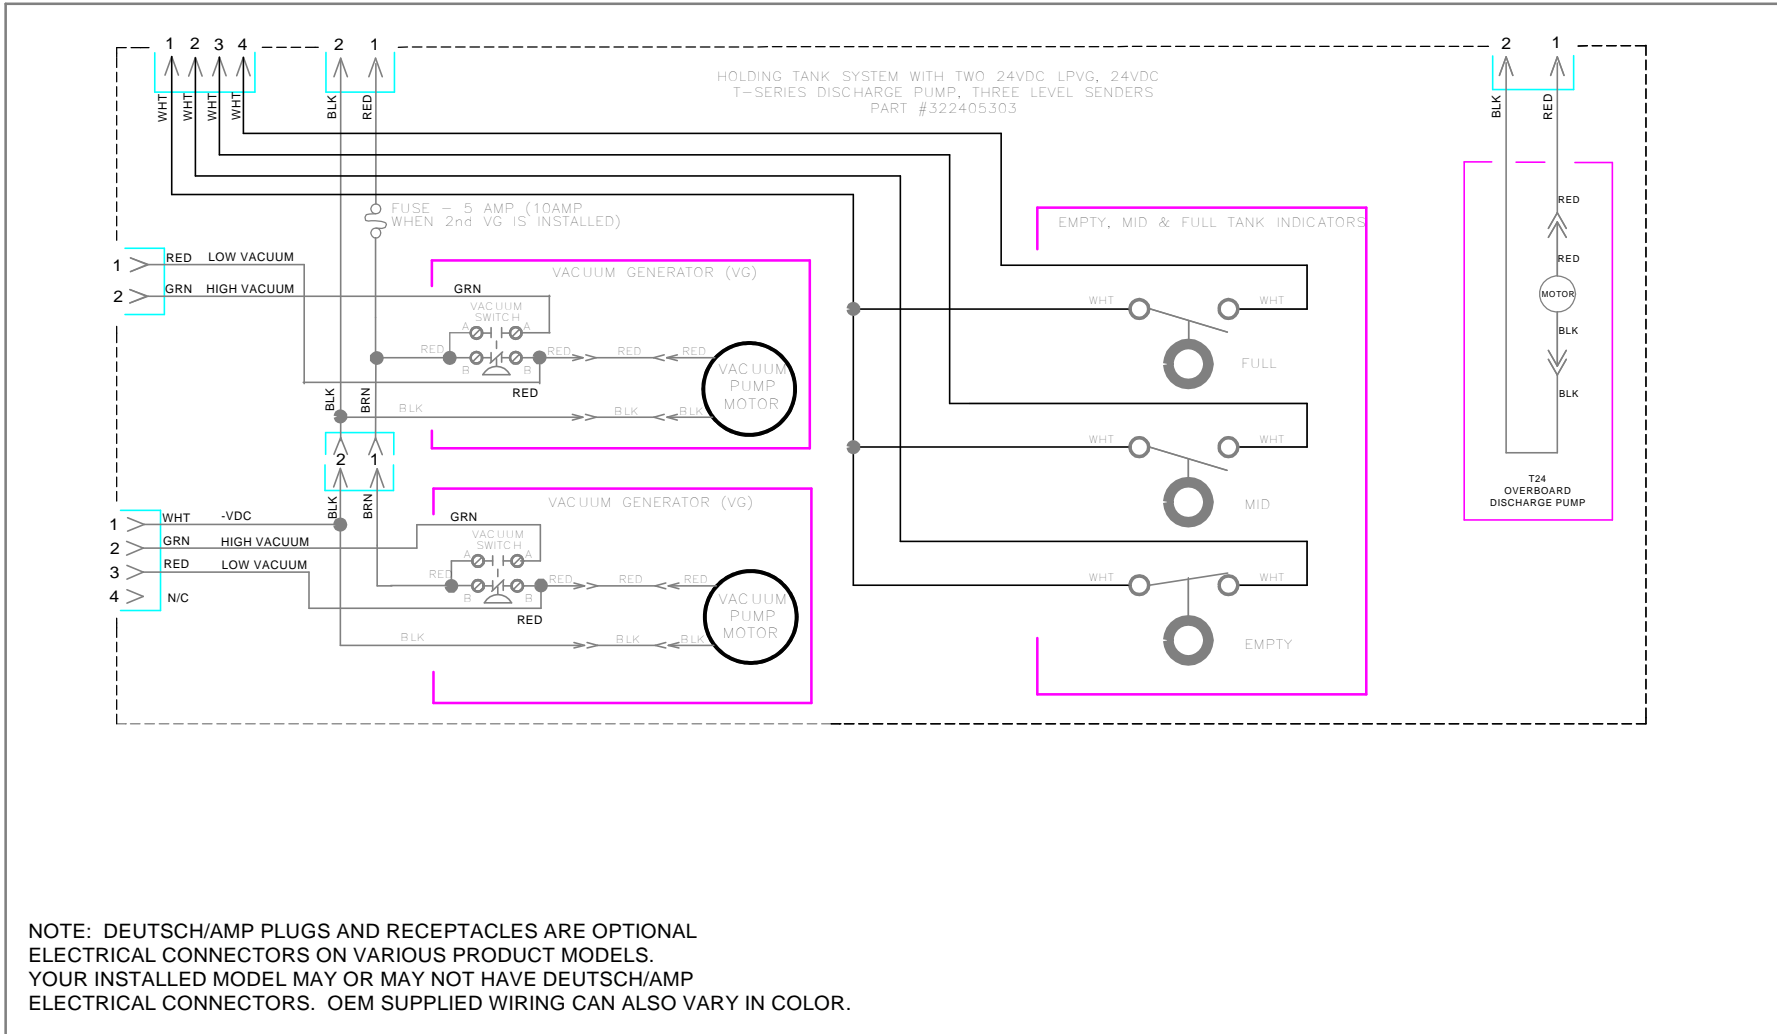 1 2 3 4
2 1
2 1
WHT WHT WHT WHT
BLK RED
BLK RED
HOLDING TANK SYSTEM WITH TWO 24VDC LPVG, 24VDC
T-SERIES DISCHARGE PUMP, THREE LEVEL SENDERS
PART #322405303
FUSE - 5 AMP (10AMP
WHEN 2nd VG IS INSTALLED)
1 RED LOW VACUUM
2 GRN HIGH VACUUM
VACUUM GENERATOR (VG)
GRN
VACUUM
SWITCH
A A
RED
B B
RED RED RED
RED
VACUUM
PUMP
MOTOR
BLK BRN
BLK BLK BLK
2 1
BLK BRN
1 WHT -VDC
2 GRN HIGH VACUUM
3 RED LOW VACUUM
4 N/C
VACUUM GENERATOR (VG)
GRN
VACUUM
SWITCH
A A
RED
B B
RED RED RED
RED
VACUUM
PUMP
MOTOR
BLK BLK BLK
EMPTY, MID & FULL TANK INDICATORS
WHT WHT
FULL
WHT WHT
MID
WHT WHT
EMPTY
RED
RED
MOTOR
BLK
BLK
T24
OVERBOARD
DISCHARGE PUMP
NOTE: DEUTSCH/AMP PLUGS AND RECEPTACLES ARE OPTIONAL
ELECTRICAL CONNECTORS ON VARIOUS PRODUCT MODELS.
YOUR INSTALLED MODEL MAY OR MAY NOT HAVE DEUTSCH/AMP
ELECTRICAL CONNECTORS. OEM SUPPLIED WIRING CAN ALSO VARY IN COLOR.